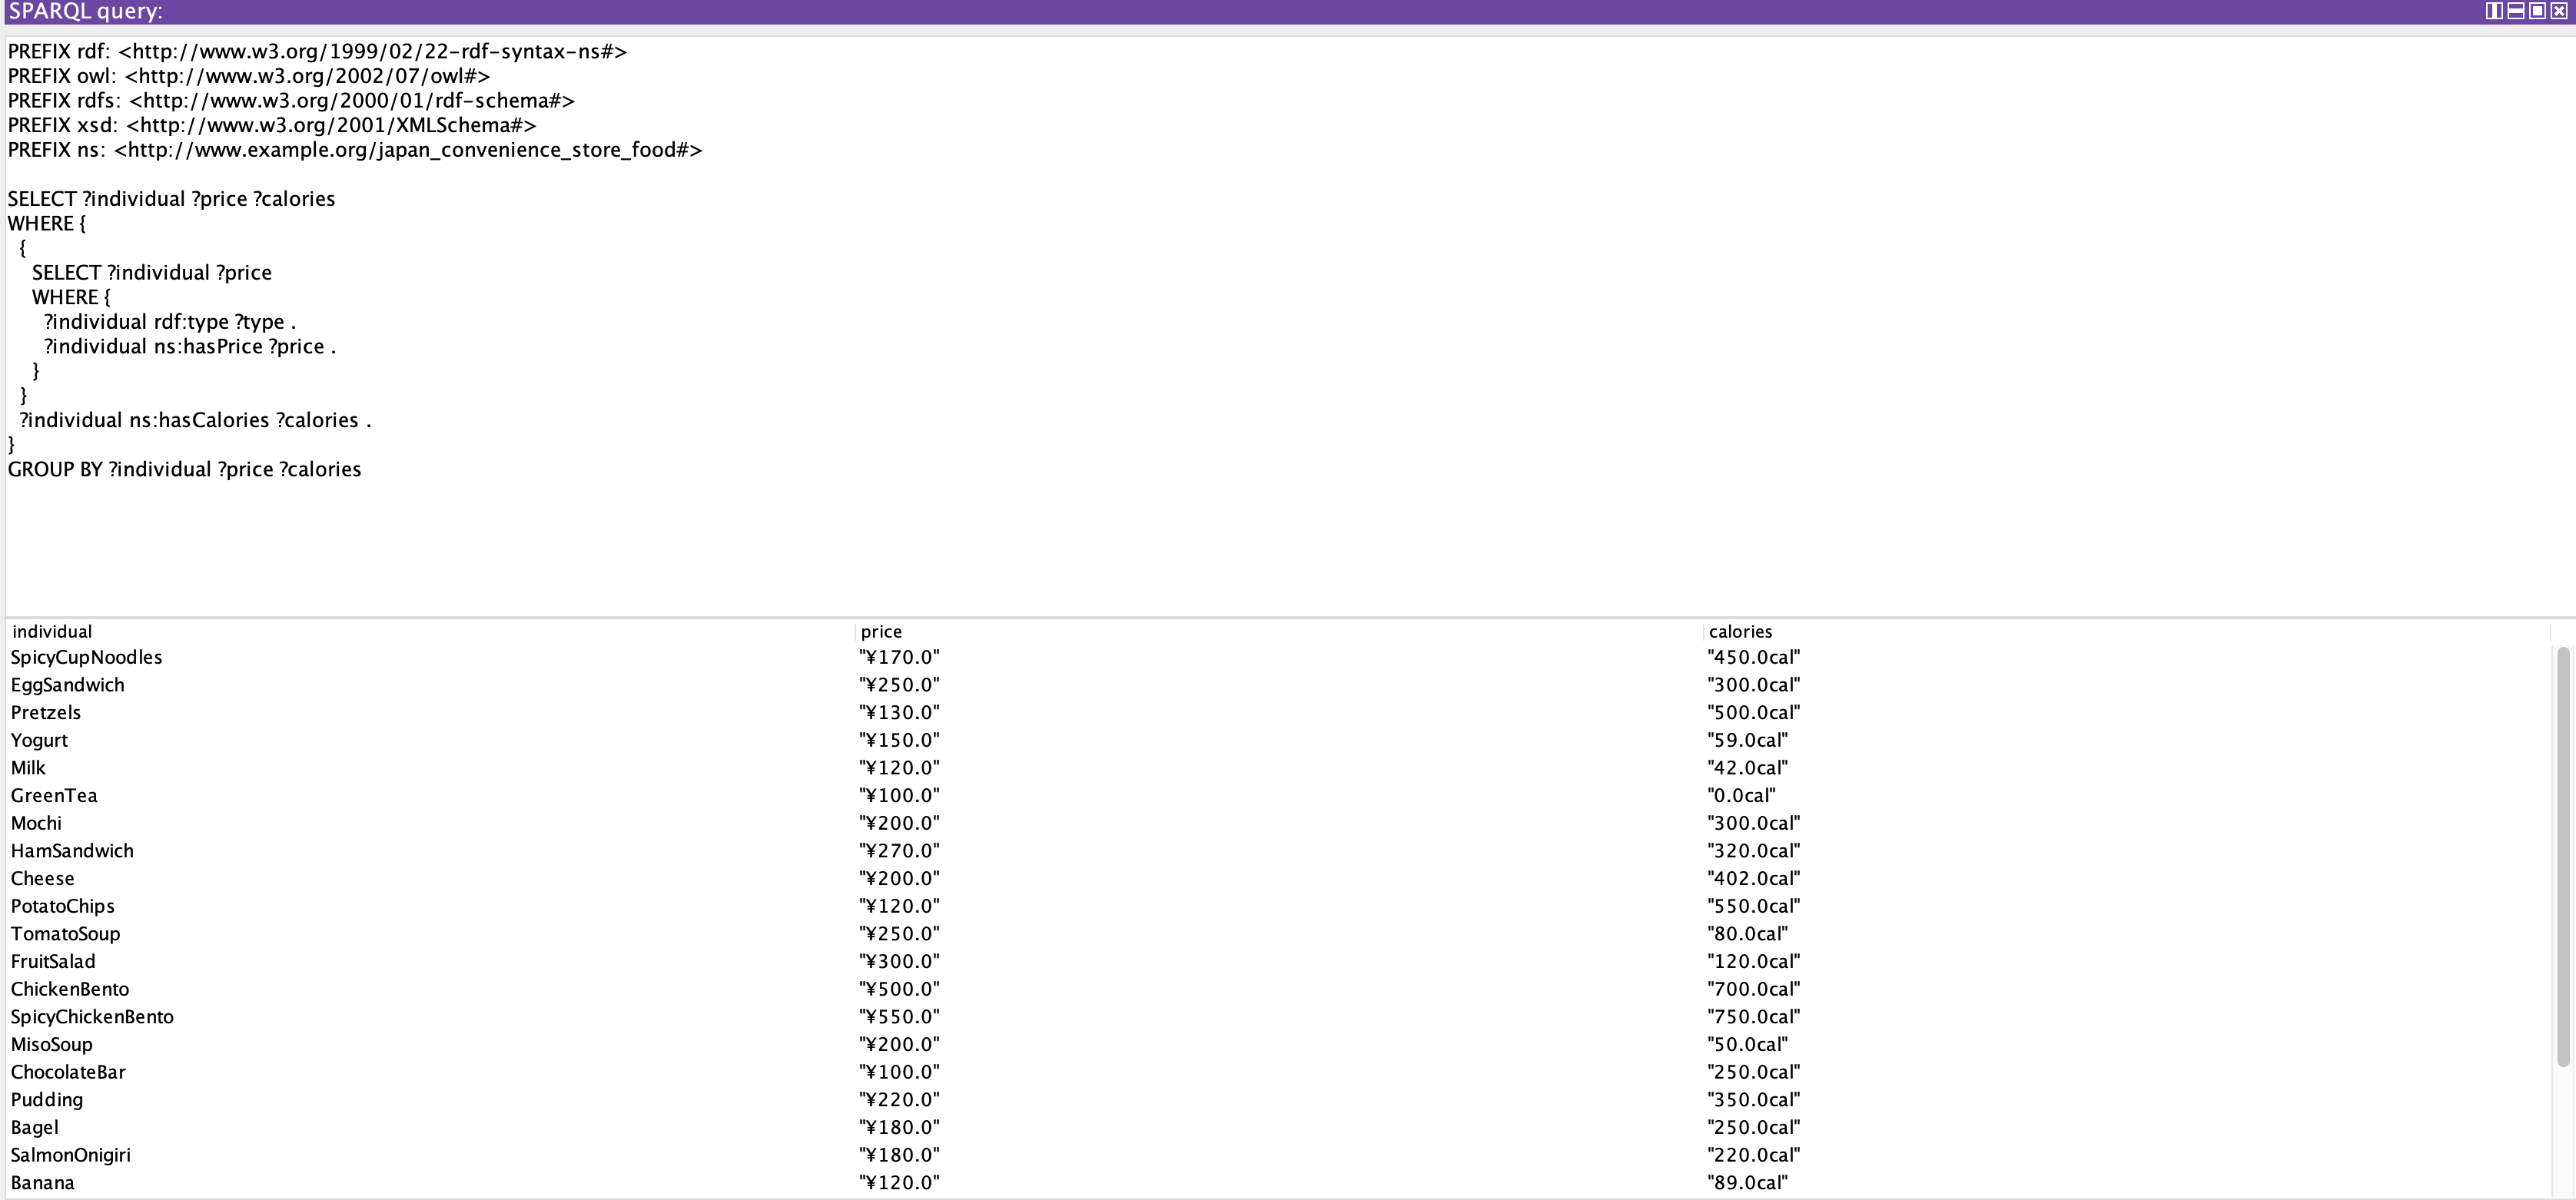 SPARQL query:
PREFIX rdf: <http://www.w3.org/1999/02/22-rdf-syntax-ns#>
PREFIX owl: <http://www.w3.org/2002/07/owl#>
PREFIX rdfs: <http://www.w3.org/2000/01/rdf-schema#>
PREFIX xsd: <http://www.w3.org/2001/XMLSchema#>
PREFIX ns: <http://www.example.org/japan_convenience_store_food#>

SELECT ?individual ?price ?calories
WHERE {
  {
    SELECT ?individual ?price
    WHERE {
      ?individual rdf:type ?type .
      ?individual ns:hasPrice ?price .
    }
  }
  ?individual ns:hasCalories ?calories .
}
GROUP BY ?individual ?price ?calories
individual price calories
SpicyCupNoodles "¥170.0" "450.0cal"
EggSandwich "¥250.0" "300.0cal"
Pretzels "¥130.0" "500.0cal"
Yogurt "¥150.0" "59.0cal"
Milk "¥120.0" "42.0cal"
GreenTea "¥100.0" "0.0cal"
Mochi "¥200.0" "300.0cal"
HamSandwich "¥270.0" "320.0cal"
Cheese "¥200.0" "402.0cal"
PotatoChips "¥120.0" "550.0cal"
TomatoSoup "¥250.0" "80.0cal"
FruitSalad "¥300.0" "120.0cal"
ChickenBento "¥500.0" "700.0cal"
SpicyChickenBento "¥550.0" "750.0cal"
MisoSoup "¥200.0" "50.0cal"
ChocolateBar "¥100.0" "250.0cal"
Pudding "¥220.0" "350.0cal"
Bagel "¥180.0" "250.0cal"
SalmonOnigiri "¥180.0" "220.0cal"
Banana "¥120.0" "89.0cal"